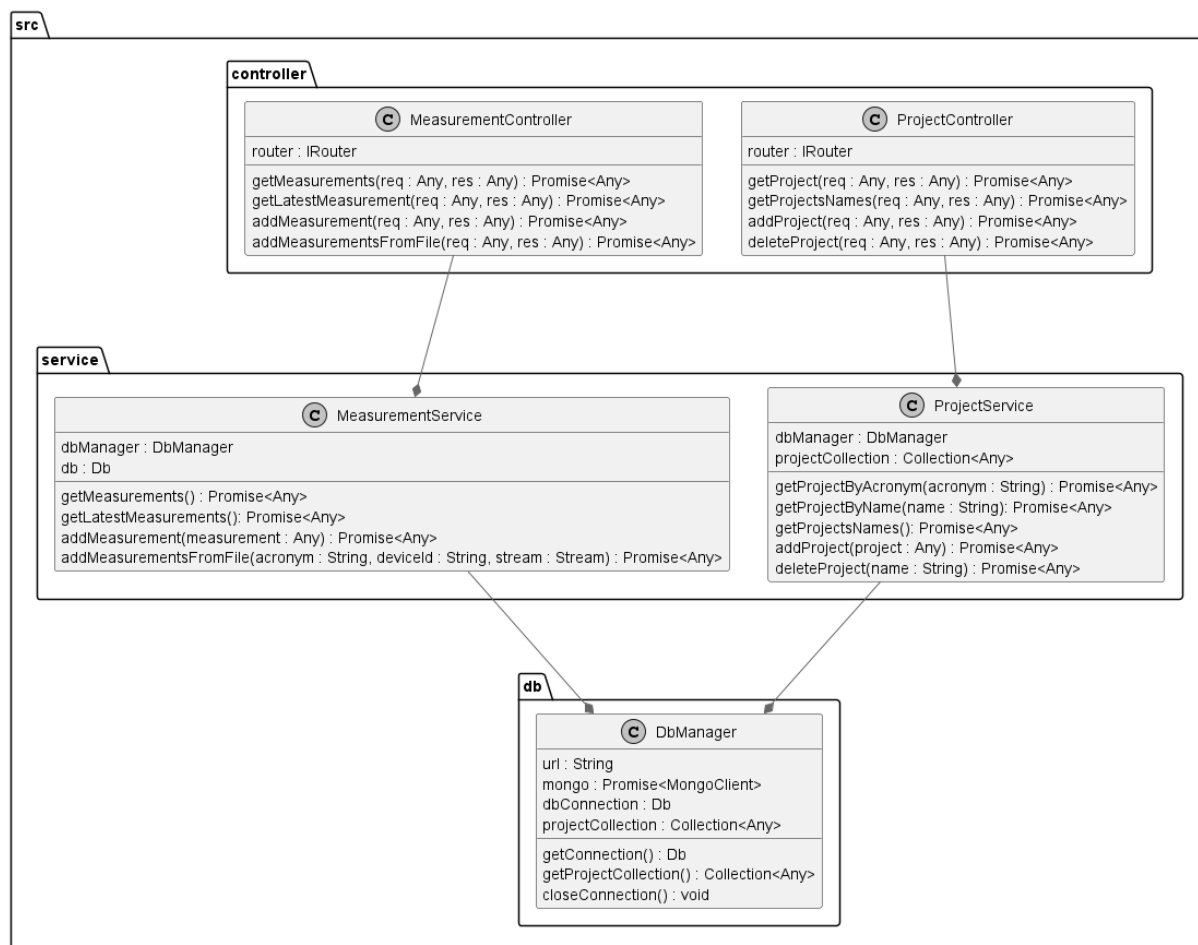 src
controller
C MeasurementController
router : IRouter
getMeasurements(req : Any, res : Any) : Promise<Any>
getLatestMeasurement(req : Any, res : Any) : Promise<Any>
addMeasurement(req : Any, res : Any) : Promise<Any>
addMeasurementsFromFile(req : Any, res : Any) : Promise<Any>
C ProjectController
router : IRouter
getProject(req : Any, res : Any) : Promise<Any>
getProjectsNames(req : Any, res : Any) : Promise<Any>
addProject(req : Any, res : Any) : Promise<Any>
deleteProject(req : Any, res : Any) : Promise<Any>
service
C MeasurementService
dbManager : DbManager
db : Db
getMeasurements() : Promise<Any>
getLatestMeasurements(): Promise<Any>
addMeasurement(measurement : Any) : Promise<Any>
addMeasurementsFromFile(acronym : String, deviceId : String, stream : Stream) : Promise<Any>
C ProjectService
dbManager : DbManager
projectCollection : Collection<Any>
getProjectByAcronym(acronym : String) : Promise<Any>
getProjectByName(name : String): Promise<Any>
getProjectsNames(): Promise<Any>
addProject(project : Any) : Promise<Any>
deleteProject(name : String) : Promise<Any>
db
C DbManager
url : String
mongo : Promise<MongoClient>
dbConnection : Db
projectCollection : Collection<Any>
getConnection() : Db
getProjectCollection() : Collection<Any>
closeConnection() : void